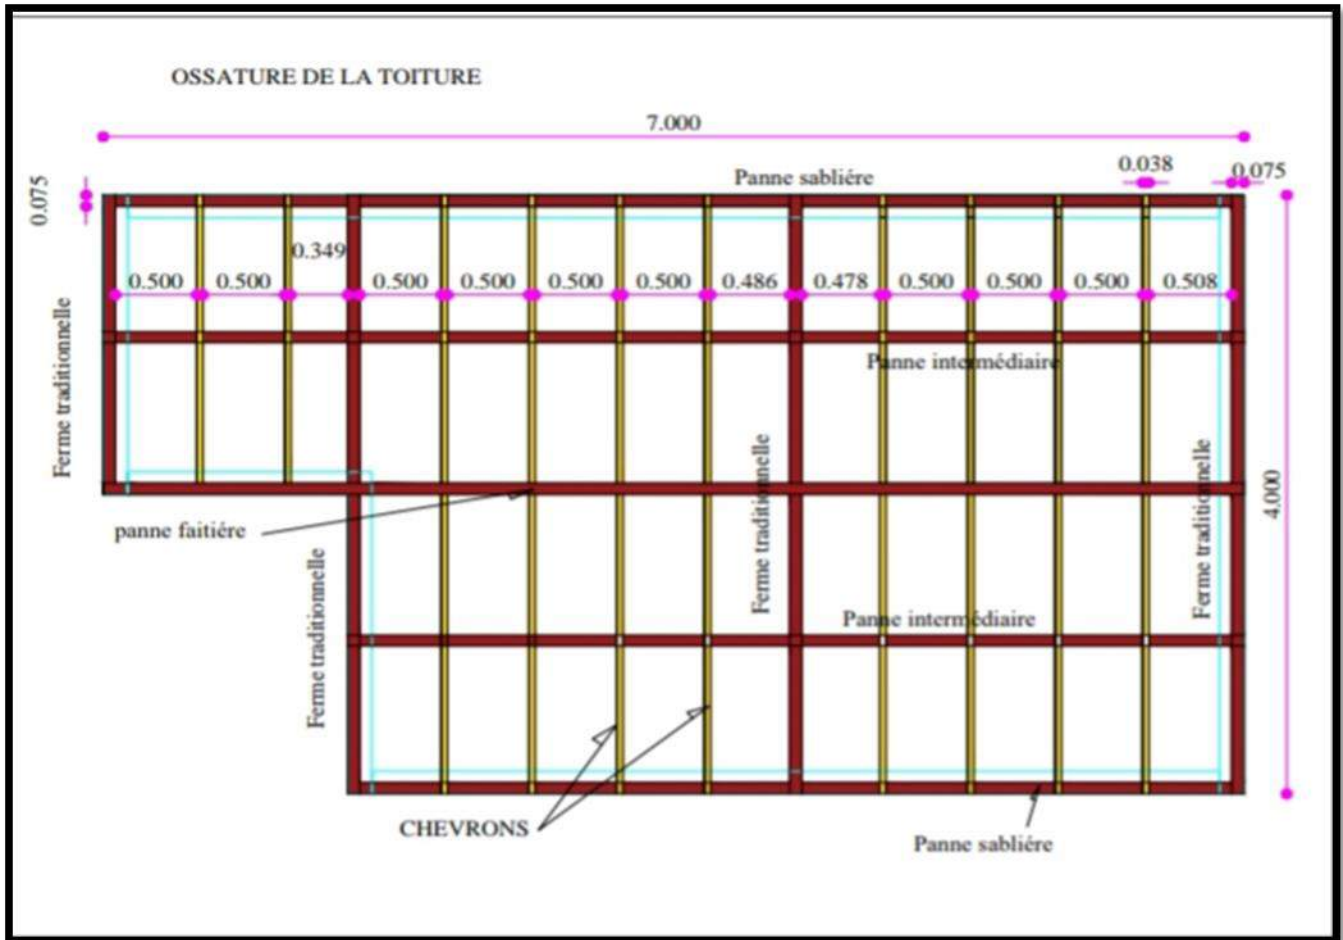 OSSATURE DE LA TOITURE
7.000
0.038
0.075
Panne sabliére
0.075
0.349
0.500 0.500 0.500 0.500 0.500 0.500 0.486 0.478 0.500 0.500 0.500 0.508
Ferme traditionnelle
Panne intermédiaire
Ferme traditionnelle
Ferme traditionnelle
4.000
panne faitiére
Ferme traditionnelle
Panne intermédiaire
CHEVRONS
Panne sabliére